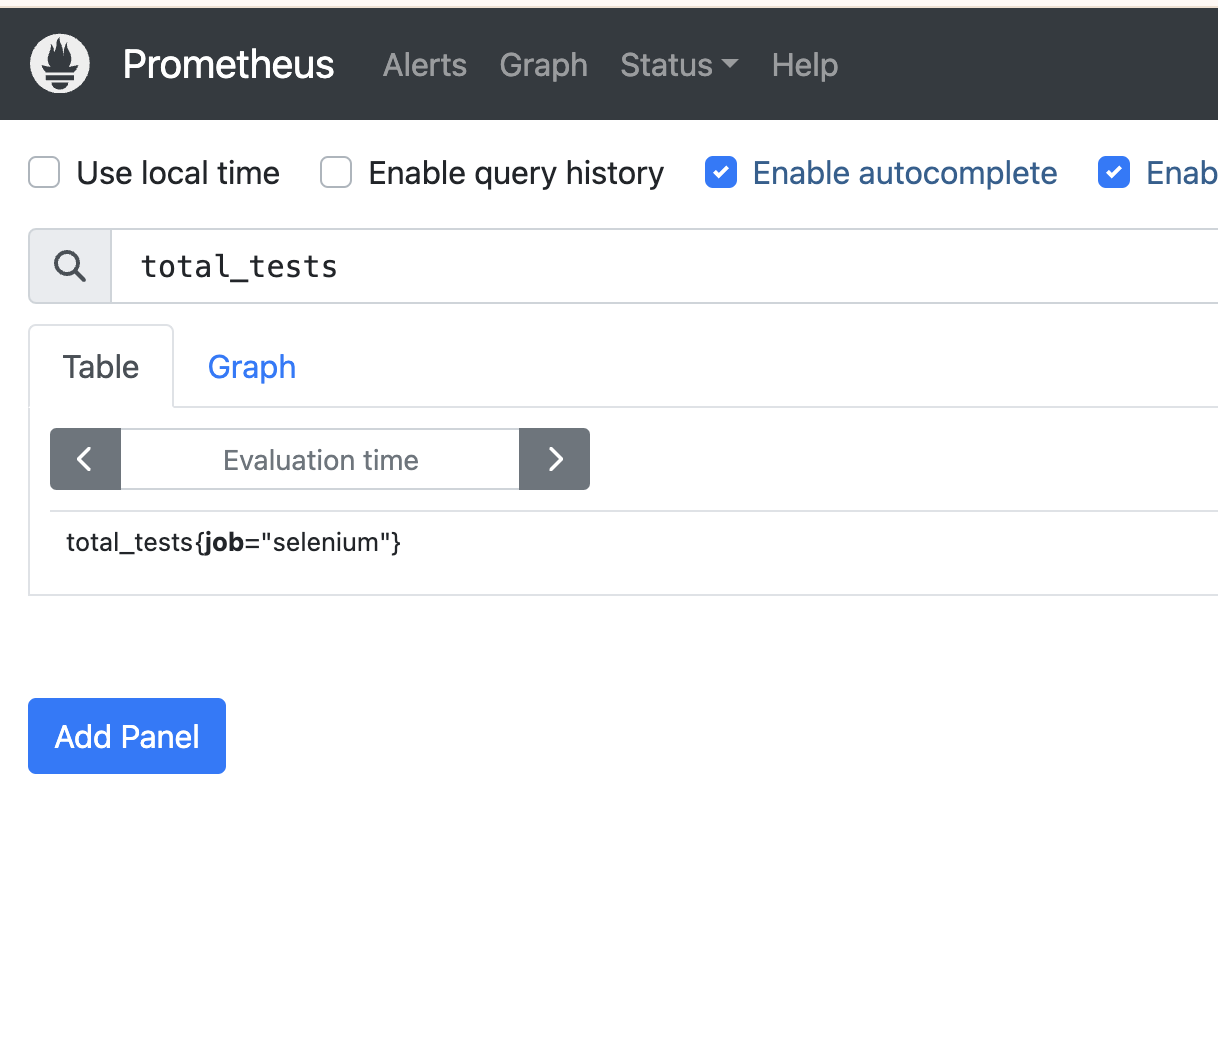 Prometheus Alerts Graph Status Help
Use local time Enable query history Enable autocomplete Enab
total_tests
Table Graph
Evaluation time
total_tests{job="selenium"}
Add Panel